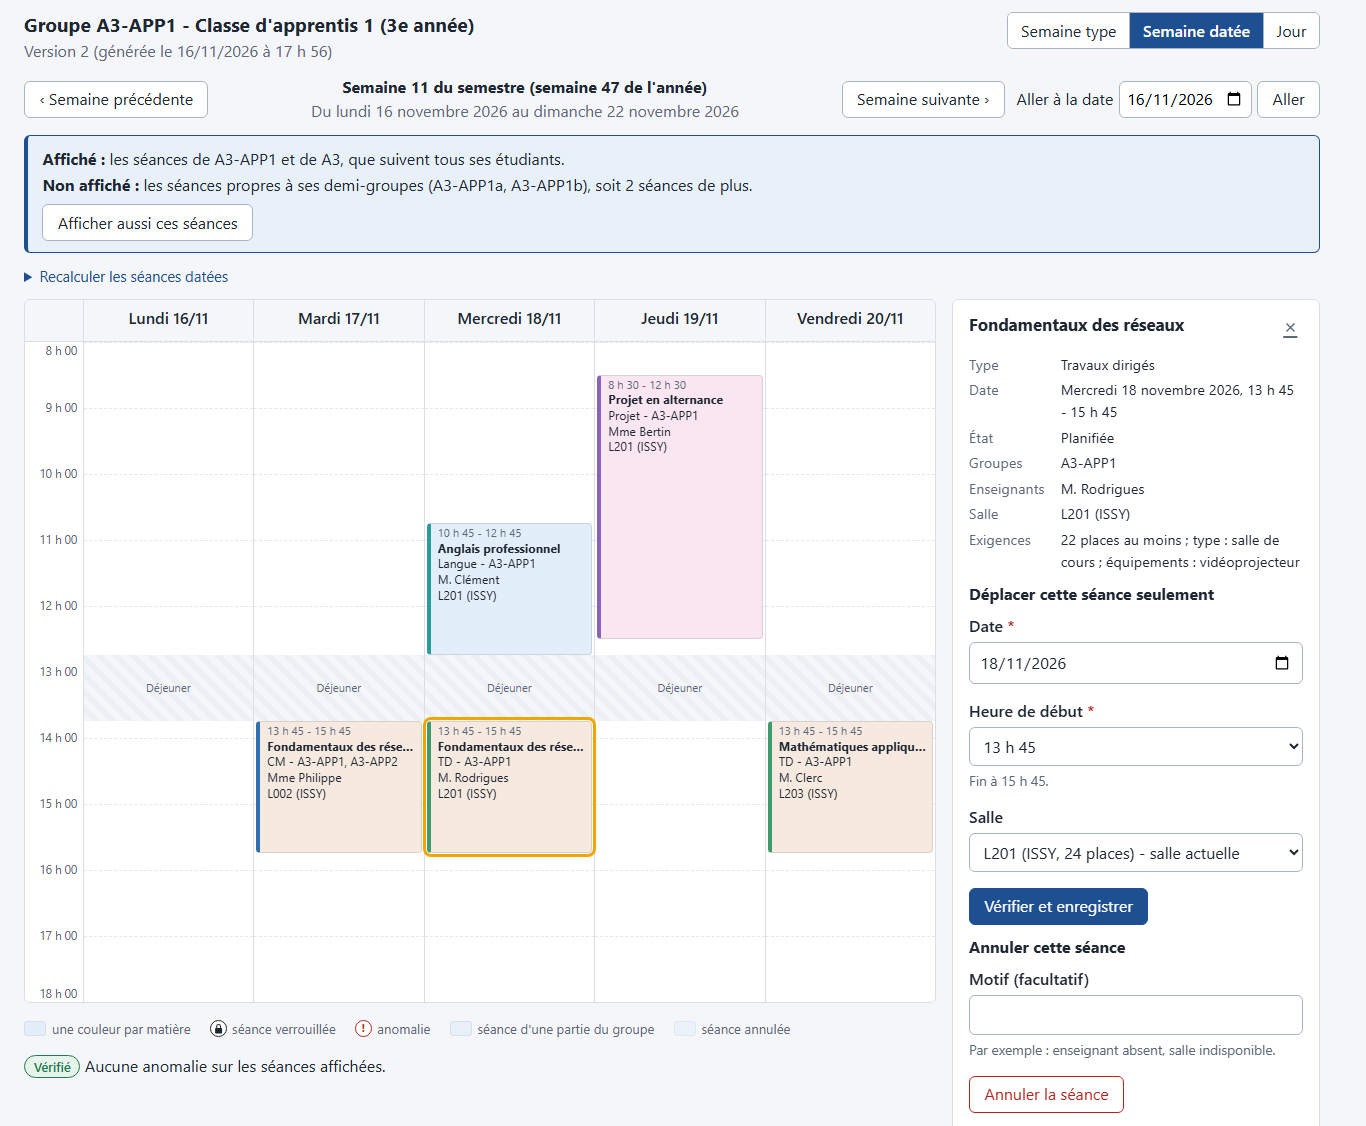 Groupe A3-APP1 - Classe d'apprentis 1 (3e année)
Version 2 (générée le 16/11/2026 à 17 h 56)
Semaine type
Semaine datée
Jour
‹ Semaine précédente
Semaine 11 du semestre (semaine 47 de l'année)
Du lundi 16 novembre 2026 au dimanche 22 novembre 2026
Semaine suivante ›
Aller à la date
16/11/2026
Aller
Affiché : les séances de A3-APP1 et de A3, que suivent tous ses étudiants.
Non affiché : les séances propres à ses demi-groupes (A3-APP1a, A3-APP1b), soit 2 séances de plus.
Afficher aussi ces séances
Recalculer les séances datées
Lundi 16/11
Mardi 17/11
Mercredi 18/11
Jeudi 19/11
Vendredi 20/11
8 h 00
9 h 00
10 h 00
11 h 00
12 h 00
13 h 00
14 h 00
15 h 00
16 h 00
17 h 00
18 h 00
Déjeuner
13 h 45 - 15 h 45
Fondamentaux des rése...
CM - A3-APP1, A3-APP2
Mme Philippe
L002 (ISSY)
Déjeuner
10 h 45 - 12 h 45
Anglais professionnel
Langue - A3-APP1
M. Clément
L201 (ISSY)
Déjeuner
13 h 45 - 15 h 45
Fondamentaux des rése...
TD - A3-APP1
M. Rodrigues
L201 (ISSY)
8 h 30 - 12 h 30
Projet en alternance
Projet - A3-APP1
Mme Bertin
L201 (ISSY)
Déjeuner
Déjeuner
13 h 45 - 15 h 45
Mathématiques appliqu...
TD - A3-APP1
M. Clerc
L203 (ISSY)
une couleur par matière
séance verrouillée
! anomalie
séance d'une partie du groupe
séance annulée
Vérifié Aucune anomalie sur les séances affichées.
Fondamentaux des réseaux
×
Type Travaux dirigés
Date Mercredi 18 novembre 2026, 13 h 45
- 15 h 45
État Planifiée
Groupes A3-APP1
Enseignants M. Rodrigues
Salle L201 (ISSY)
Exigences 22 places au moins ; type : salle de
cours ; équipements : vidéoprojecteur
Déplacer cette séance seulement
Date *
18/11/2026
Heure de début *
13 h 45
Fin à 15 h 45.
Salle
L201 (ISSY, 24 places) - salle actuelle
Vérifier et enregistrer
Annuler cette séance
Motif (facultatif)
Par exemple : enseignant absent, salle indisponible.
Annuler la séance